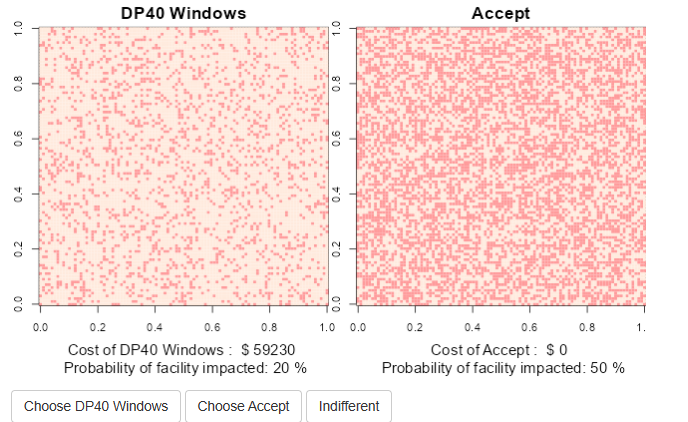 DP40 Windows
Accept
1.0
0.8
0.6
0.4
0.2
0.0
0.0 0.2 0.4 0.6 0.8 1.0
1.0
0.8
0.6
0.4
0.2
0.0
0.0 0.2 0.4 0.6 0.8 1.
Cost of DP40 Windows : $ 59230
Probability of facility impacted: 20 %
Cost of Accept : $ 0
Probability of facility impacted: 50 %
Choose DP40 Windows
Choose Accept
Indifferent